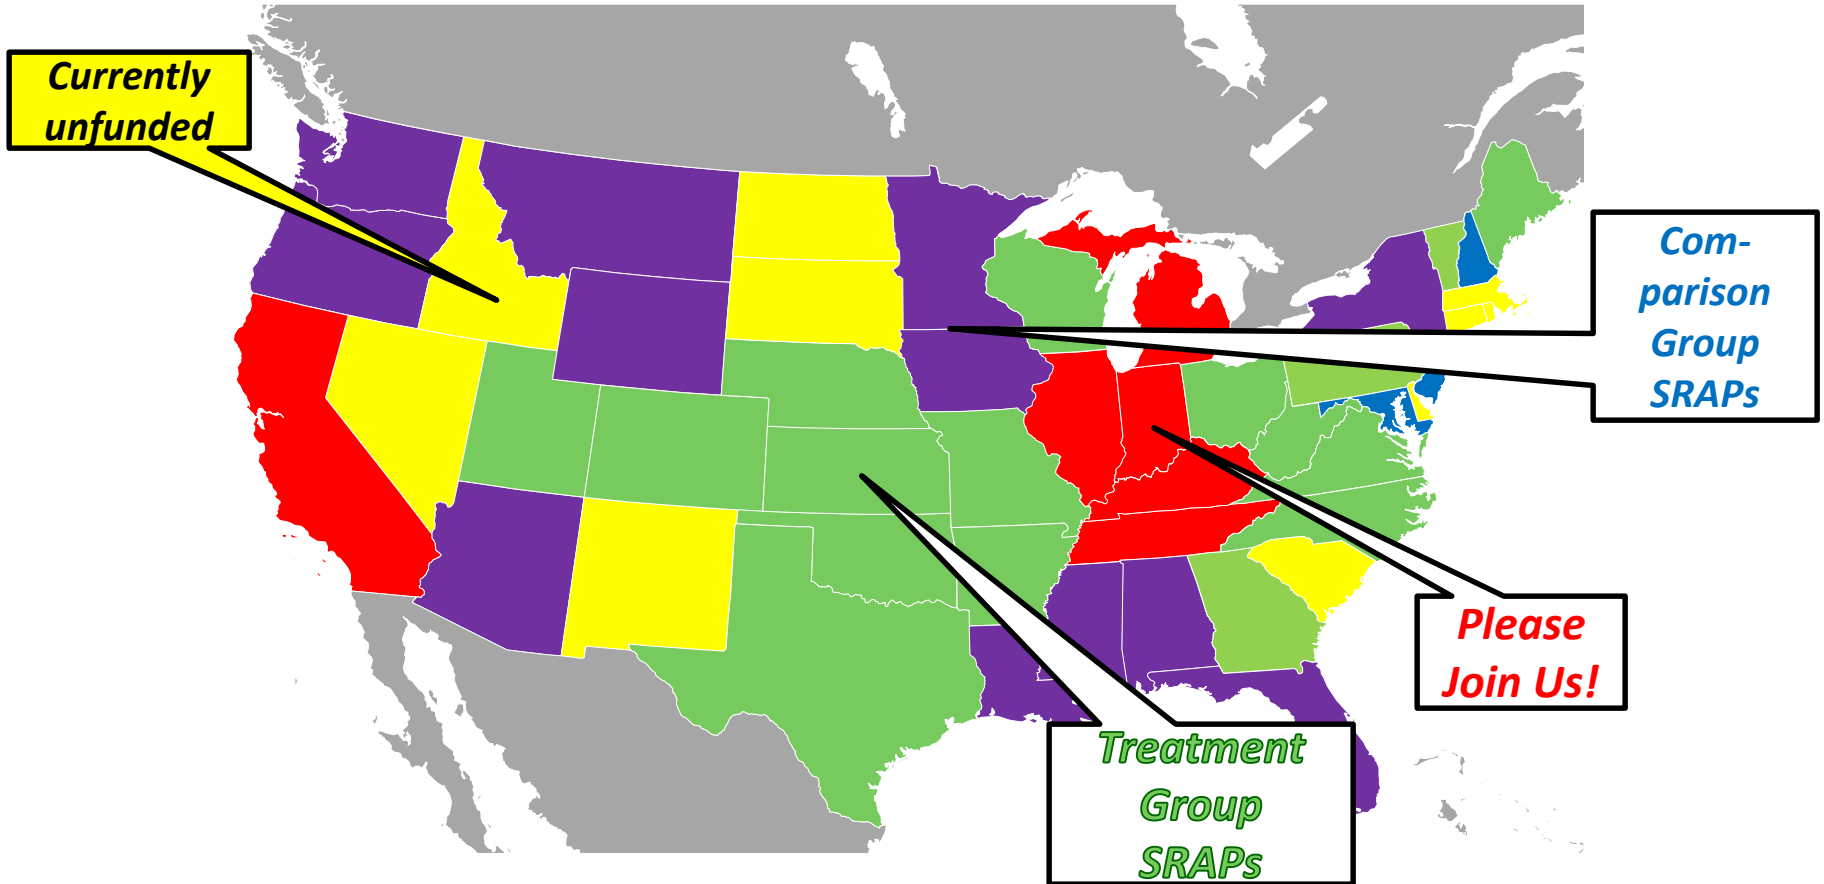 Currently
unfunded
Com-
parison
Group
SRAPs
Please
Join Us!
Treatment
Group
SRAPs